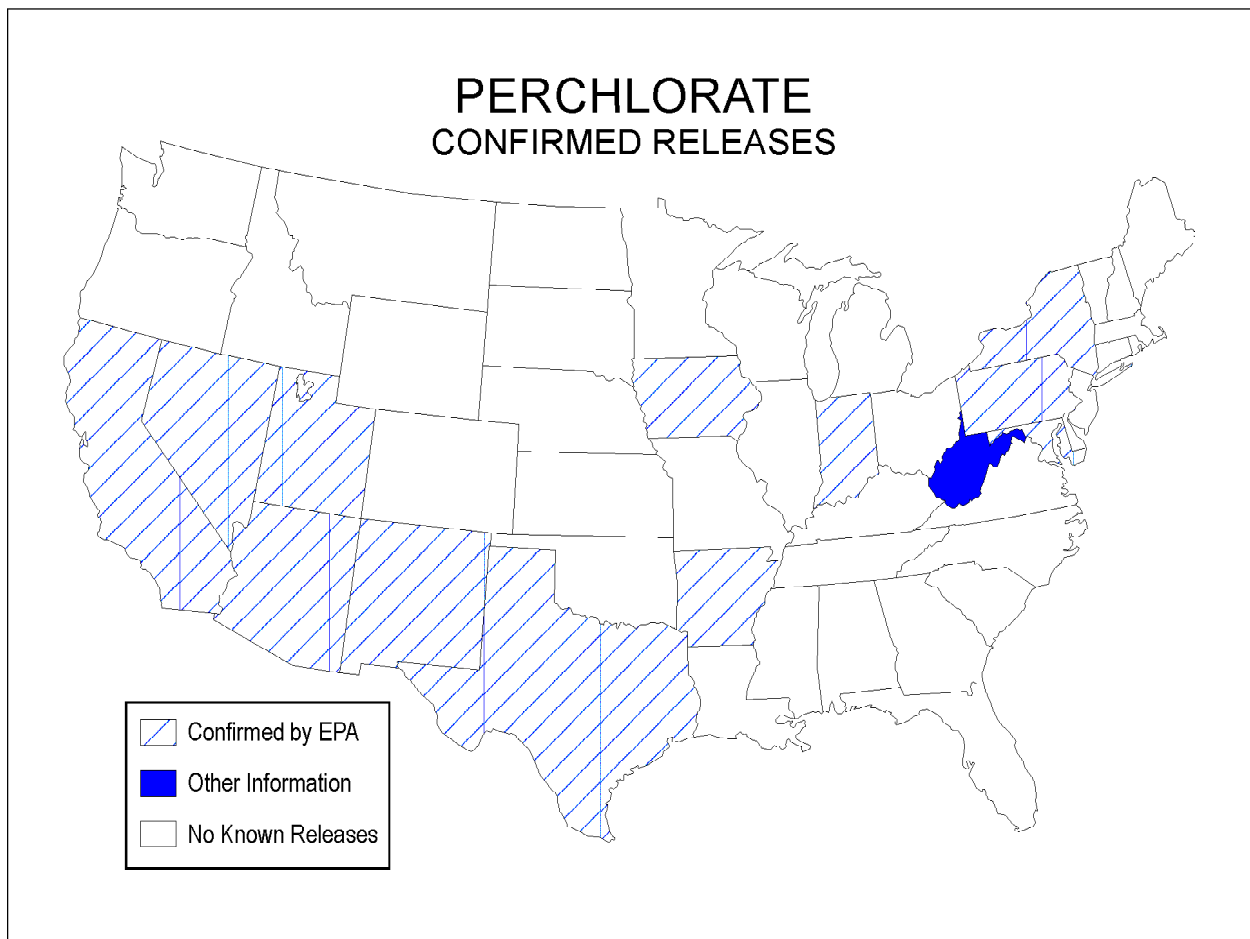 PERCHLORATE
CONFIRMED RELEASES
Confirmed by EPA
Other Information
No Known Releases